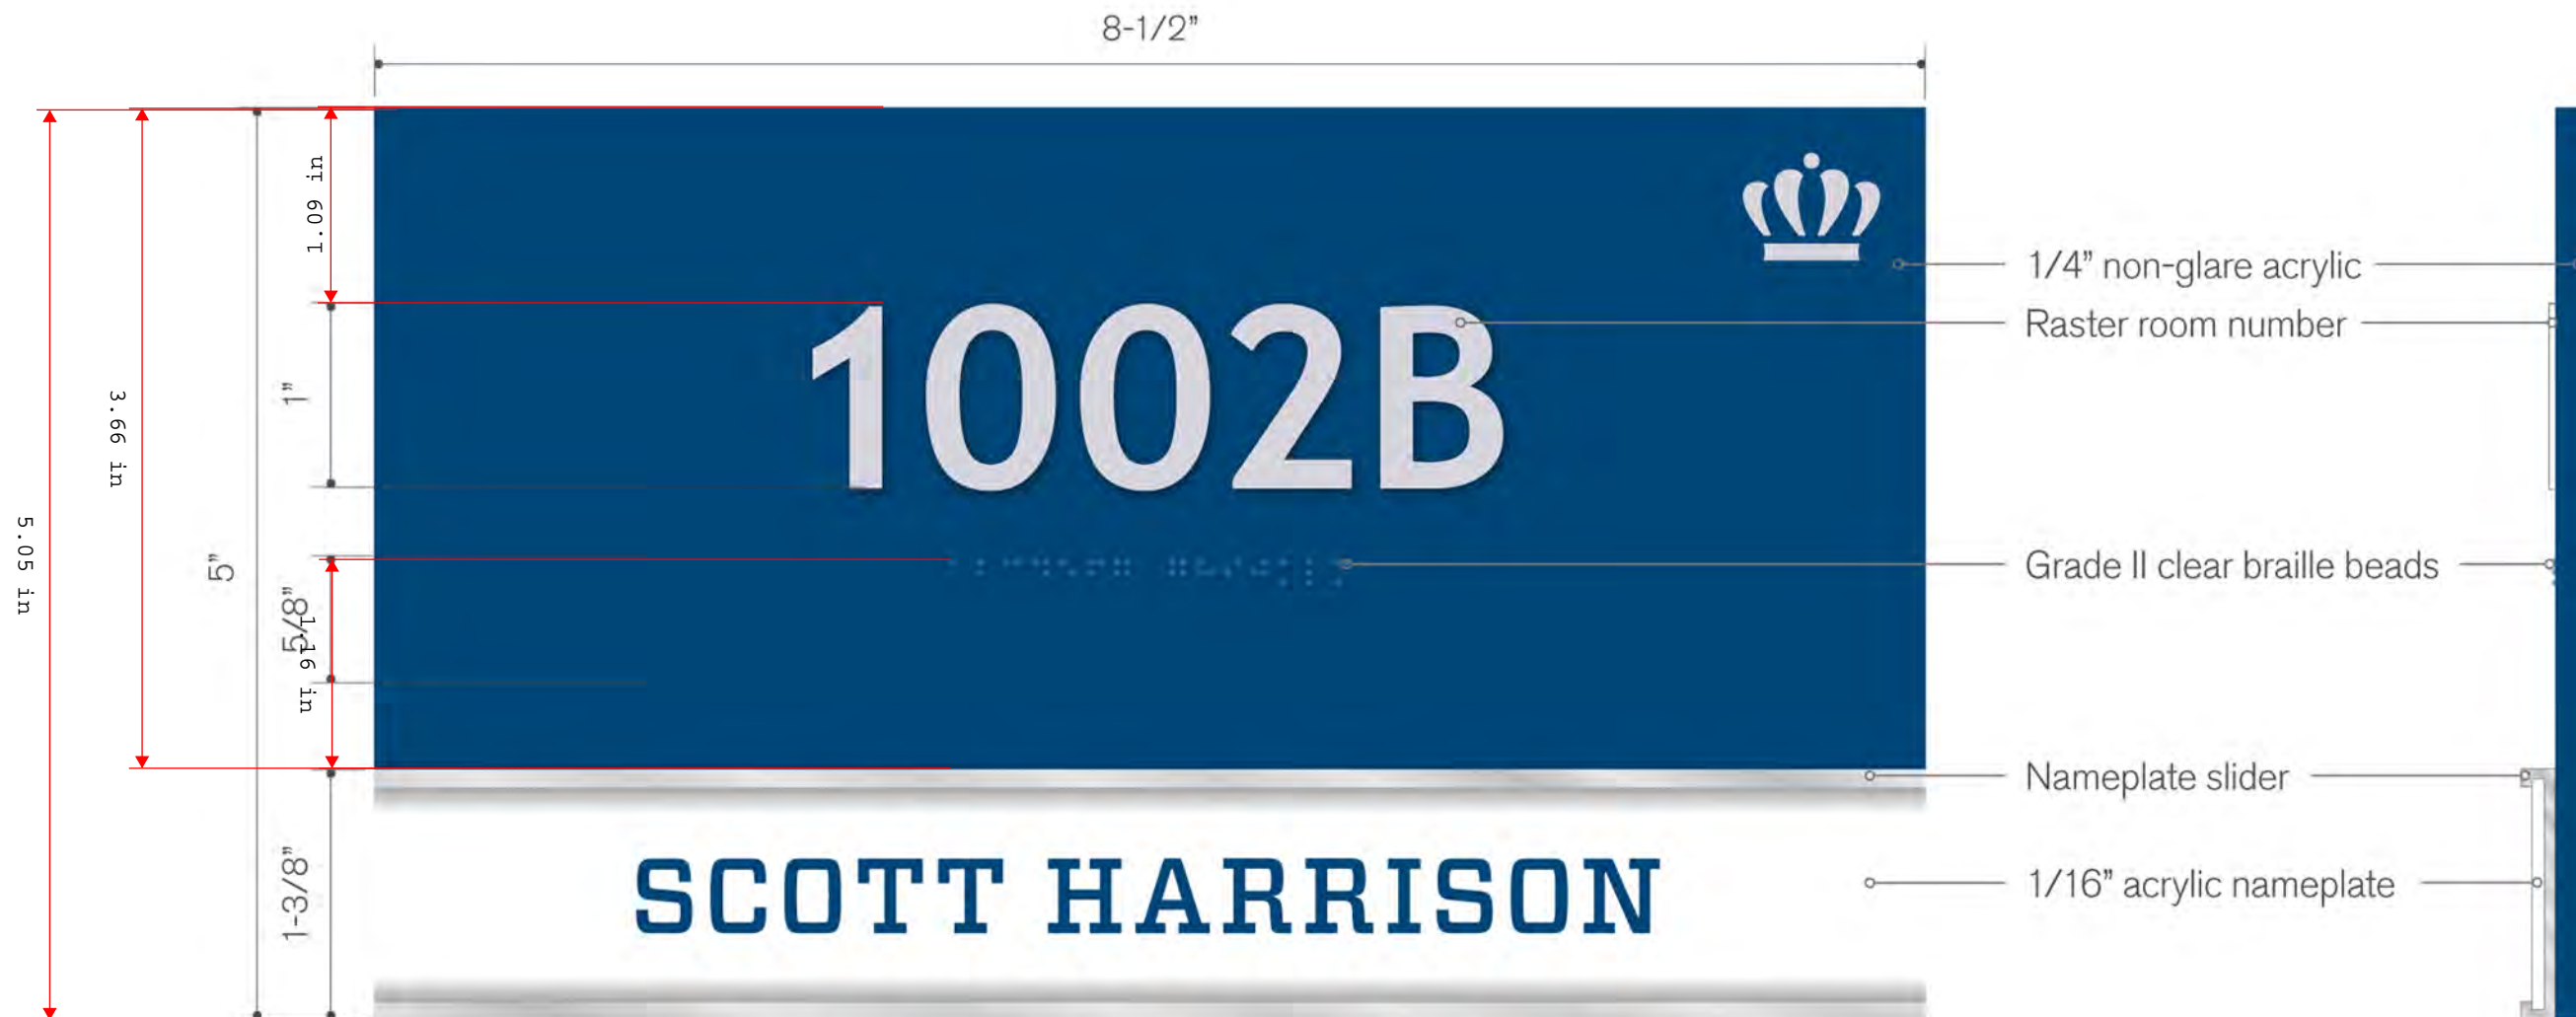 8-1/2”
1.09 in
1/4” non-glare acrylic
1002B
Raster room number
1”
3.66 in
5.05 in
5”
Grade II clear braille beads
5/8”
1.16 in
Nameplate slider
1-3/8”
SCOTT HARRISON
1/16” acrylic nameplate